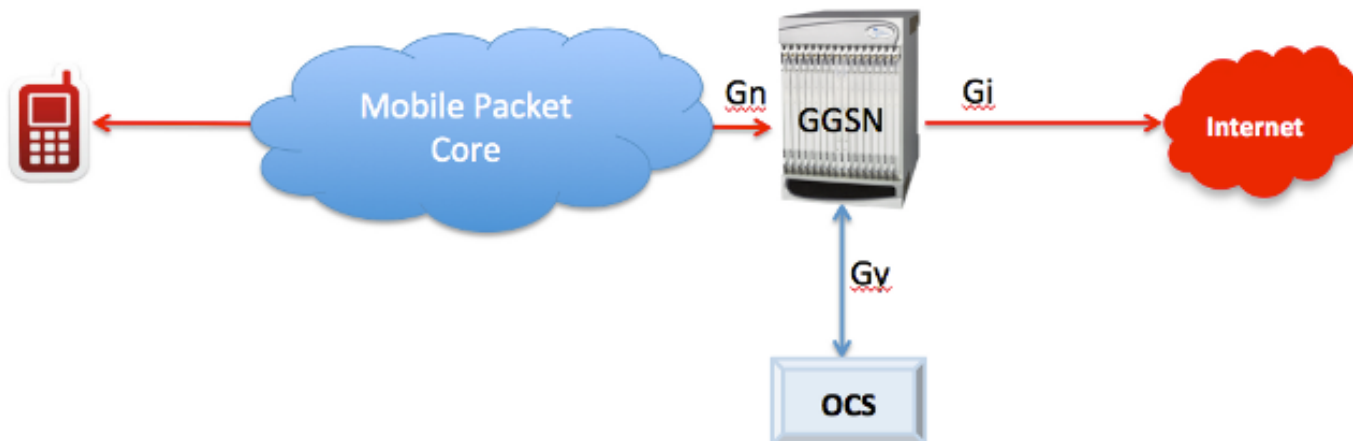 Mobile Packet
Core
Gn
GGSN
Gi
Internet
Gy
OCS